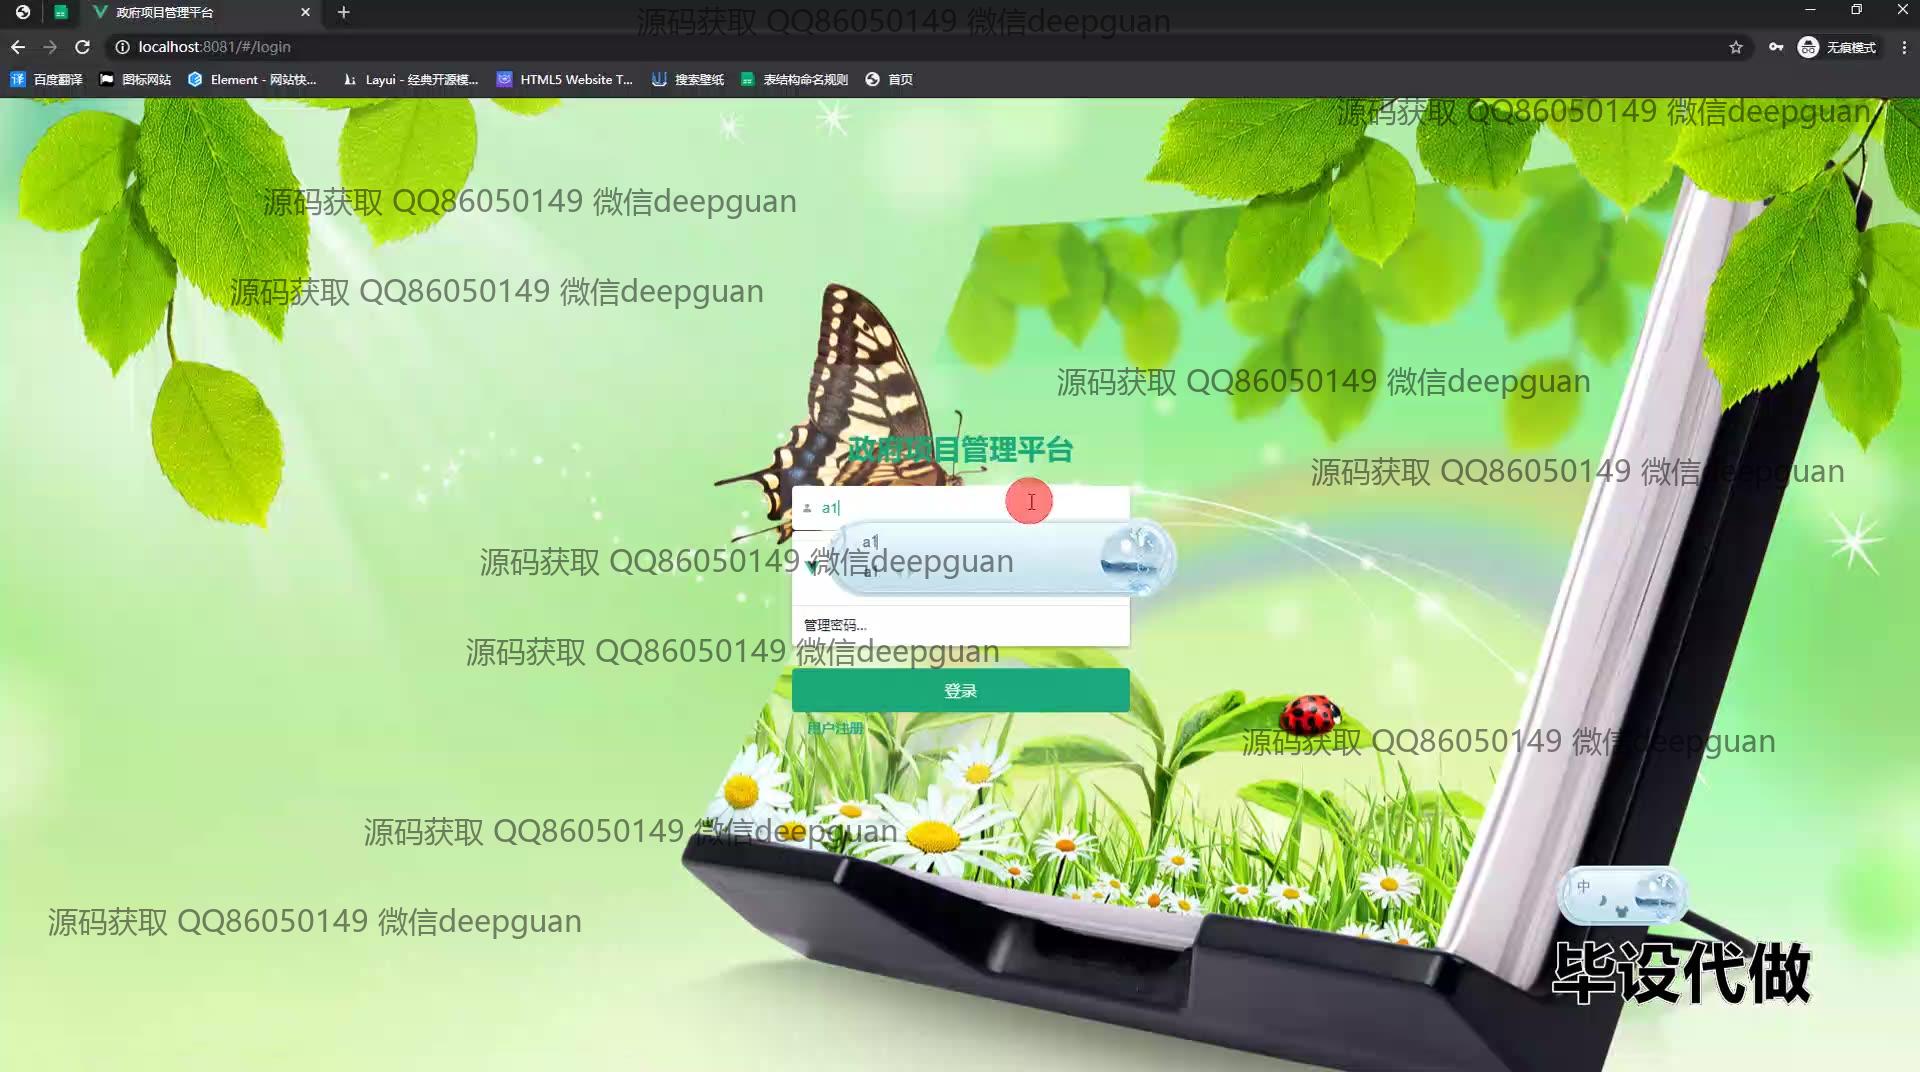 政府项目管理平台
源码获取 QQ86050149 微信deepguan
localhost:8081/#/login
无痕模式
百度翻译
图标网站
Element - 网站快...
Layui - 经典开源模...
HTML5 Website T...
搜索壁纸
表结构命名规则
首页
源码获取 QQ86050149 微信deepguan
源码获取 QQ86050149 微信deepguan
源码获取 QQ86050149 微信deepguan
源码获取 QQ86050149 微信deepguan
政府项目管理平台
源码获取 QQ86050149 微信deepguan
a1
a1
源码获取 QQ86050149 微信deepguan
a1
管理密码...
源码获取 QQ86050149 微信deepguan
登录
用户注册
源码获取 QQ86050149 微信deepguan
源码获取 QQ86050149 微信deepguan
中
源码获取 QQ86050149 微信deepguan
毕设代做